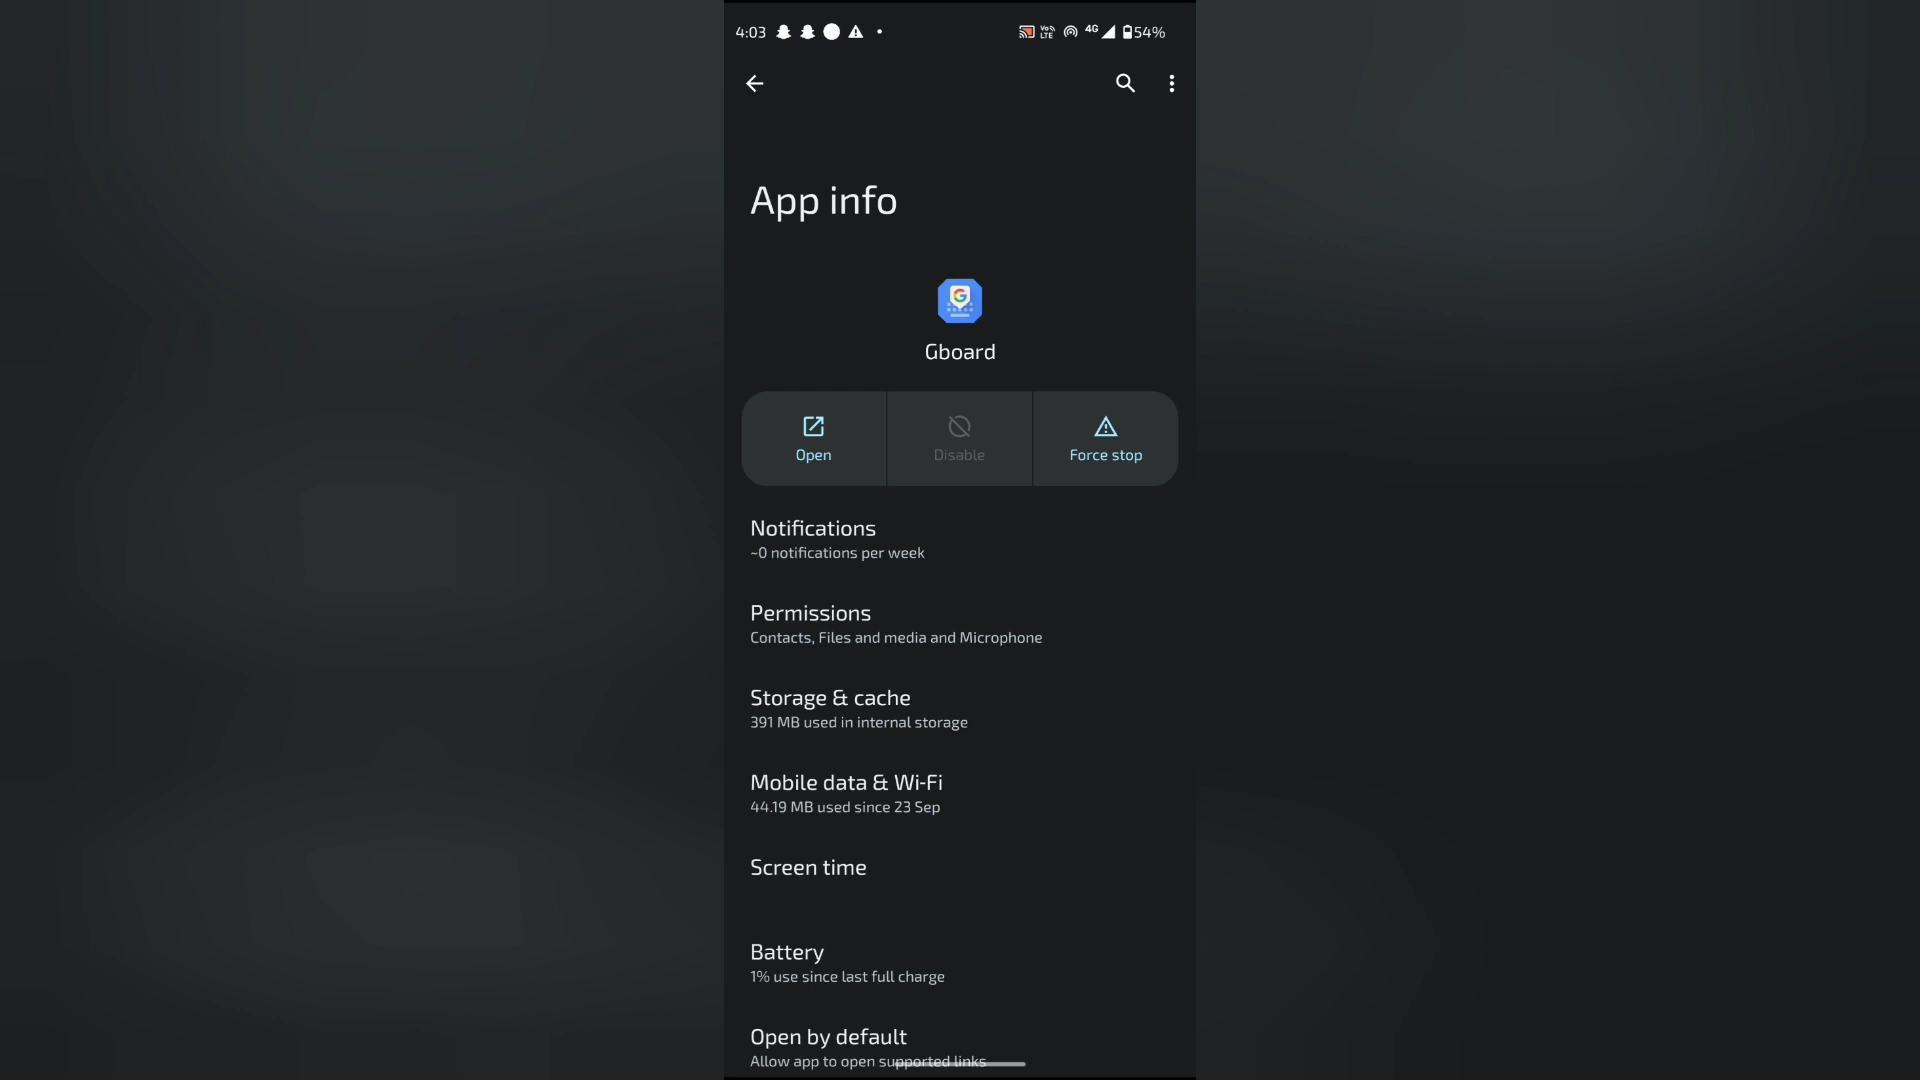 4:03
Vo LTE
4G
54%
App info
Gboard
Open
Disable
Force stop
Notifications
~0 notifications per week
Permissions
Contacts, Files and media and Microphone
Storage & cache
391 MB used in internal storage
Mobile data & Wi-Fi
44.19 MB used since 23 Sep
Screen time
Battery
1% use since last full charge
Open by default
Allow app to open supported links